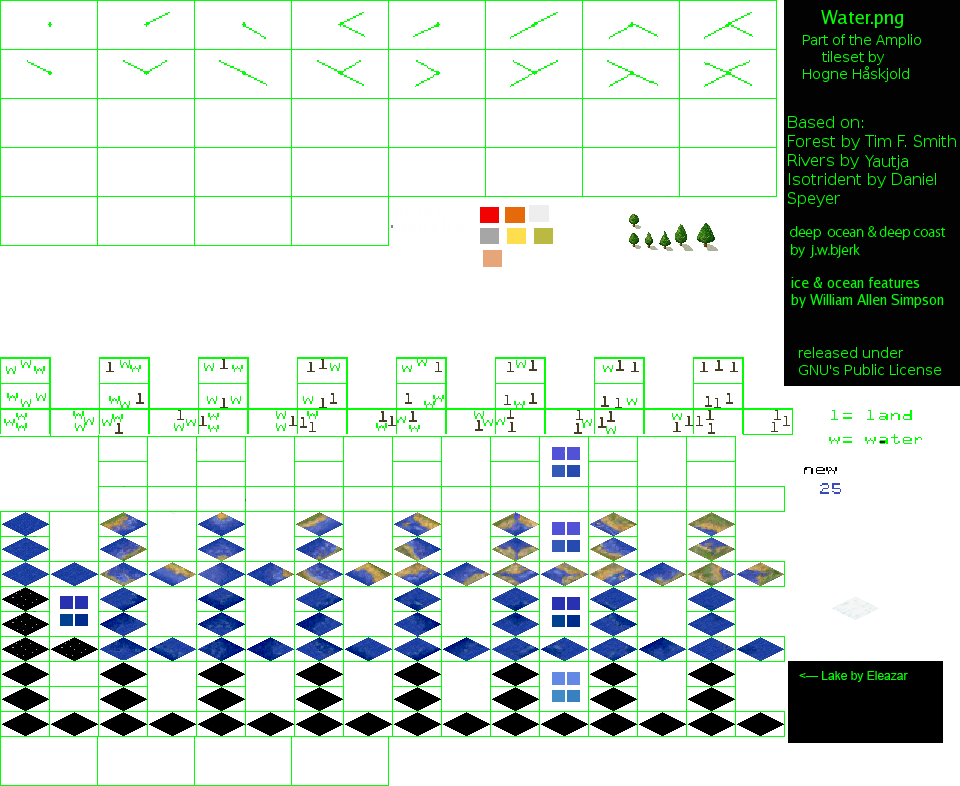 Water.png
Part of the Amplio
tileset by
Hogne Håskjold
Based on:
Forest by Tim F. Smith
Rivers by Yautja
Isotrident by Daniel
Speyer
deep ocean & deep coast
by j.w.bjerk
ice & ocean features
by William Allen Simpson
released under
GNU's Public License
l= land
w= water
new
25
<— Lake by Eleazar